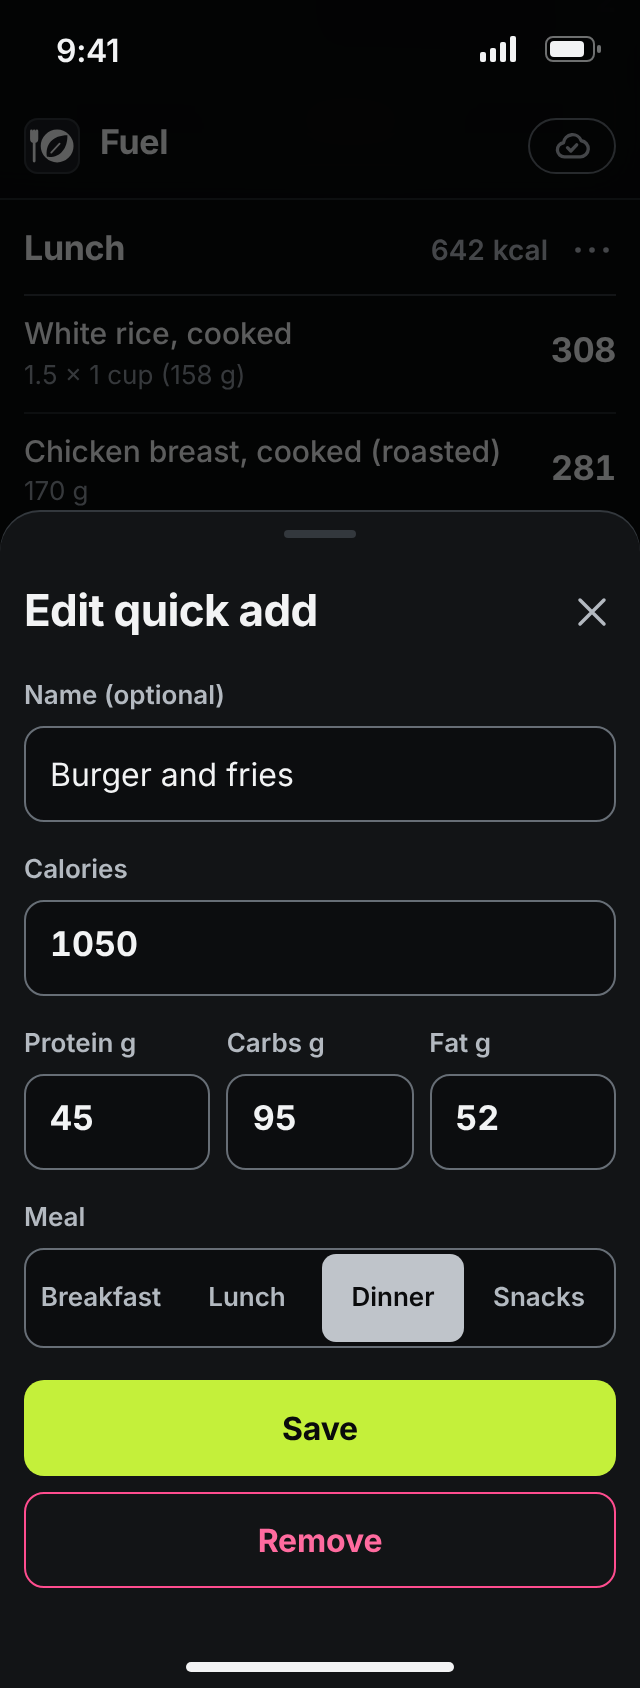 9:41
Fuel
Lunch 642 kcal
White rice, cooked 308
1.5 × 1 cup (158 g)
Chicken breast, cooked (roasted) 281
170 g
Edit quick add
Name (optional)
Burger and fries
Calories
1050
Protein g Carbs g Fat g
45 95 52
Meal
Breakfast Lunch Dinner Snacks
Save
Remove